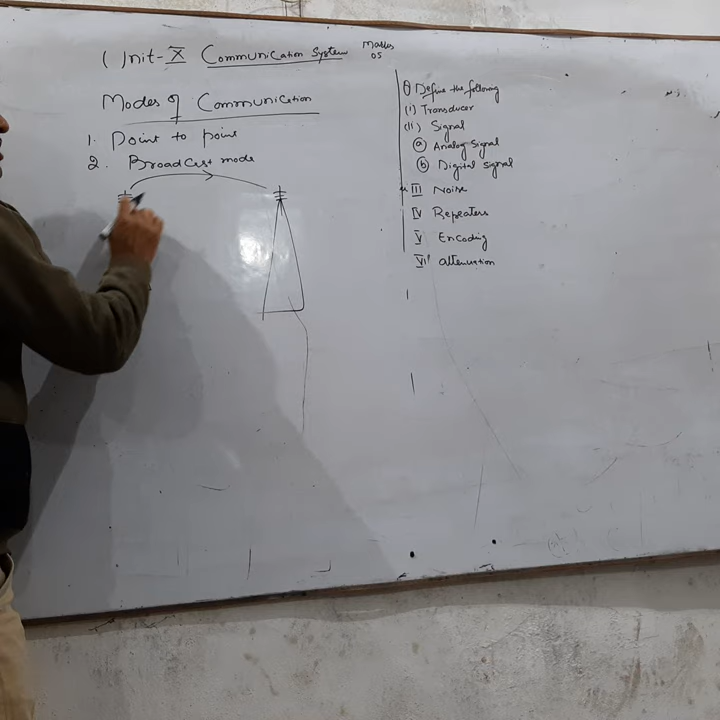 Unit-X Communication System Marks 05
Modes of Communication
1. Point to point
2. Broadcast mode
Define the following
(i) Transducer
(ii) Signal
ⓐ Analog Signal
ⓑ Digital signal
III Noise
IV Repeaters
V Encoding
VI attenuation